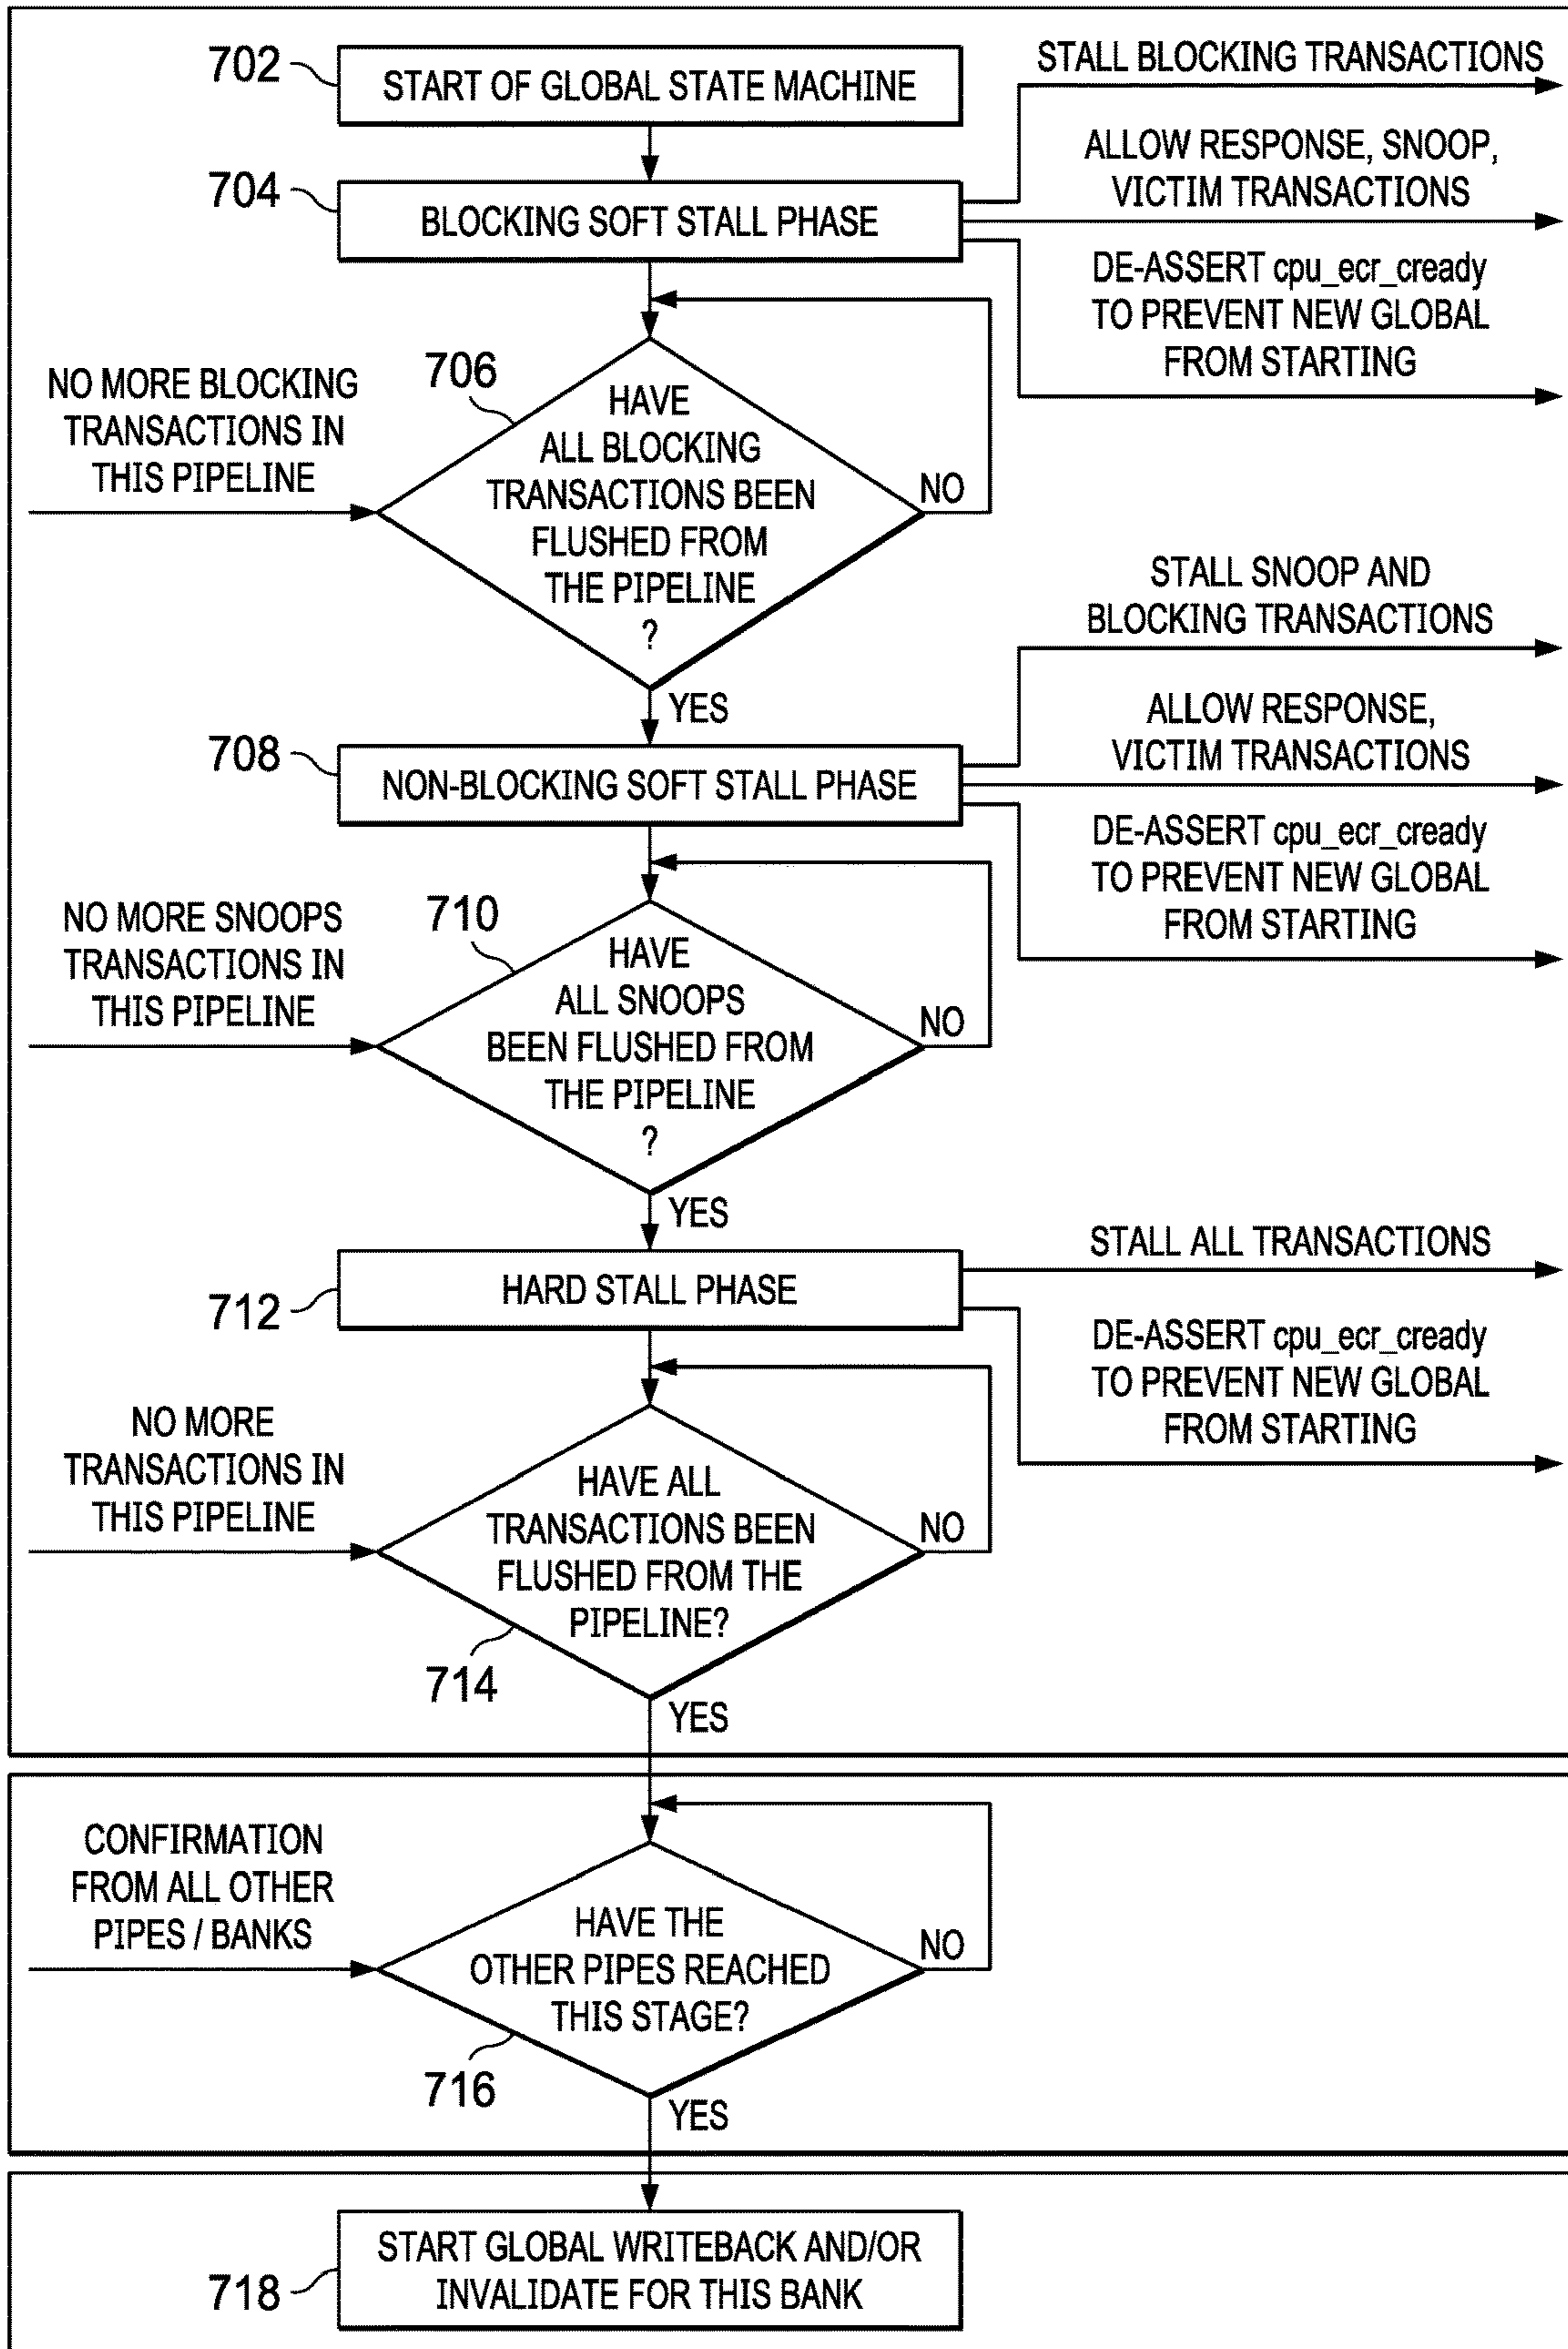 702
START OF GLOBAL STATE MACHINE
STALL BLOCKING TRANSACTIONS
ALLOW RESPONSE, SNOOP,
VICTIM TRANSACTIONS
704
BLOCKING SOFT STALL PHASE
DE-ASSERT cpu_ecr_cready
TO PREVENT NEW GLOBAL
FROM STARTING
NO MORE BLOCKING
TRANSACTIONS IN
THIS PIPELINE
706
HAVE
ALL BLOCKING
TRANSACTIONS BEEN
FLUSHED FROM
THE PIPELINE
?
NO
YES
STALL SNOOP AND
BLOCKING TRANSACTIONS
ALLOW RESPONSE,
VICTIM TRANSACTIONS
708
NON-BLOCKING SOFT STALL PHASE
DE-ASSERT cpu_ecr_cready
TO PREVENT NEW GLOBAL
FROM STARTING
NO MORE SNOOPS
TRANSACTIONS IN
THIS PIPELINE
710
HAVE
ALL SNOOPS
BEEN FLUSHED FROM
THE PIPELINE
?
NO
YES
STALL ALL TRANSACTIONS
712
HARD STALL PHASE
DE-ASSERT cpu_ecr_cready
TO PREVENT NEW GLOBAL
FROM STARTING
NO MORE
TRANSACTIONS IN
THIS PIPELINE
HAVE ALL
TRANSACTIONS BEEN
FLUSHED FROM THE
PIPELINE?
NO
714
YES
CONFIRMATION
FROM ALL OTHER
PIPES / BANKS
HAVE THE
OTHER PIPES REACHED
THIS STAGE?
NO
716
YES
START GLOBAL WRITEBACK AND/OR
INVALIDATE FOR THIS BANK
718